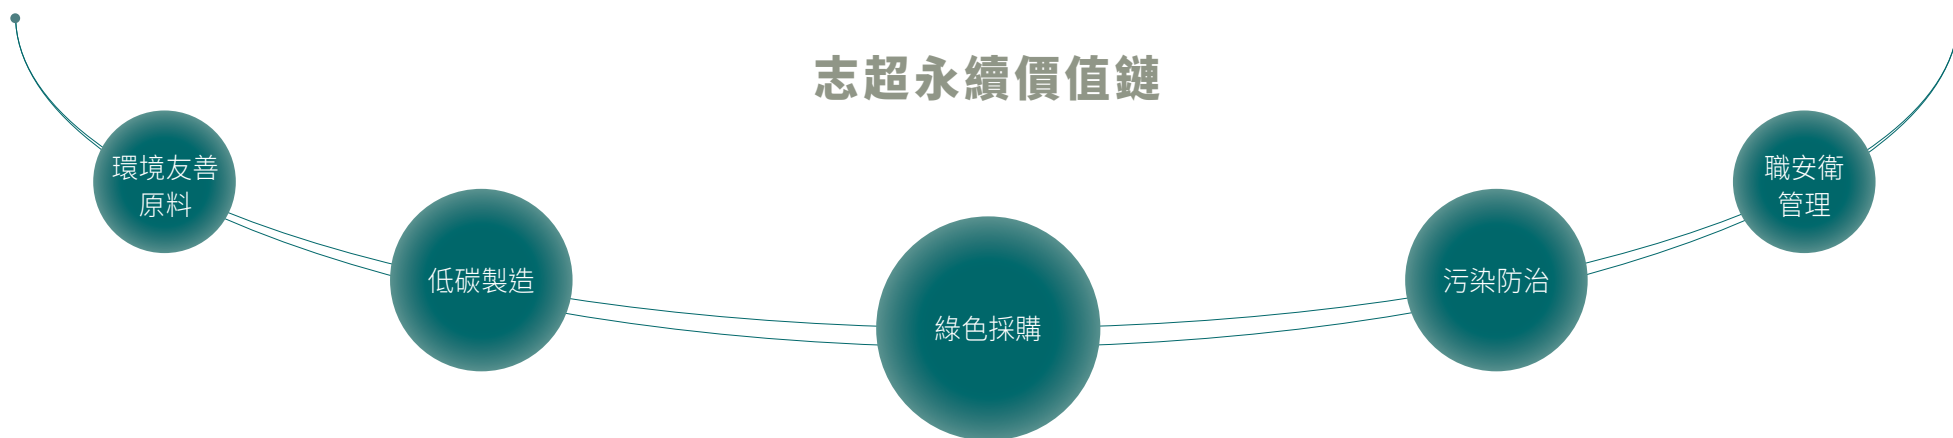 志超永續價值鏈
環境友善
原料
低碳製造
綠色採購
污染防治
職安衛
管理